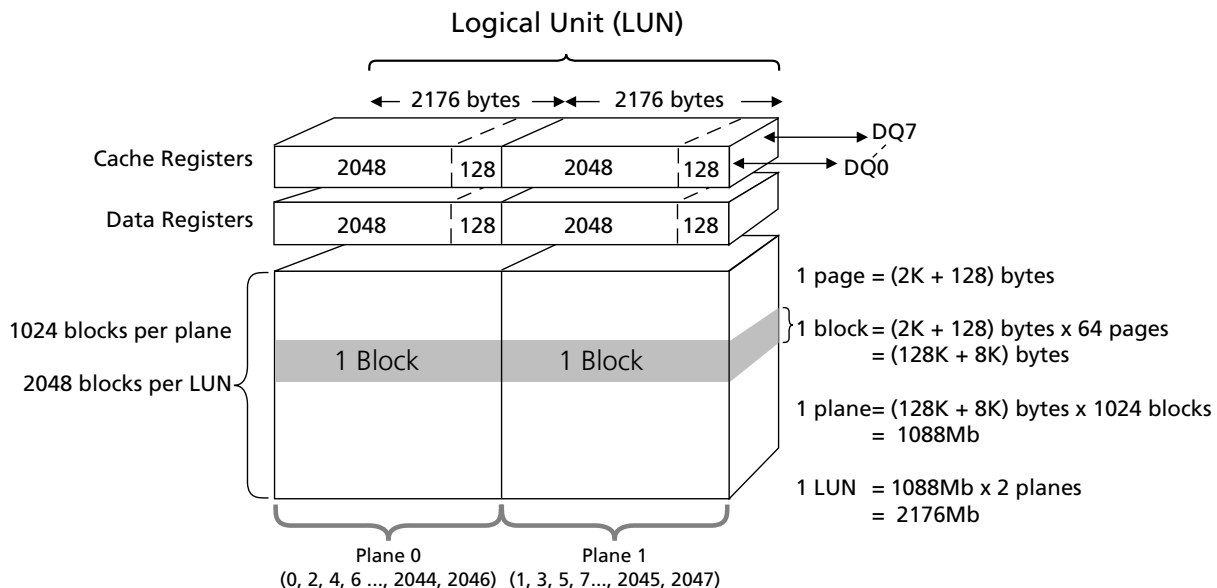 Logical Unit (LUN)
2176 bytes 2176 bytes
Cache Registers 2048 128 2048 128 DQ7
DQ0
Data Registers 2048 128 2048 128
1 page = (2K + 128) bytes
1024 blocks per plane
1 block = (2K + 128) bytes x 64 pages
= (128K + 8K) bytes
1 Block 1 Block
2048 blocks per LUN
1 plane= (128K + 8K) bytes x 1024 blocks
= 1088Mb
1 LUN = 1088Mb x 2 planes
= 2176Mb
Plane 0 Plane 1
(0, 2, 4, 6 ..., 2044, 2046) (1, 3, 5, 7..., 2045, 2047)